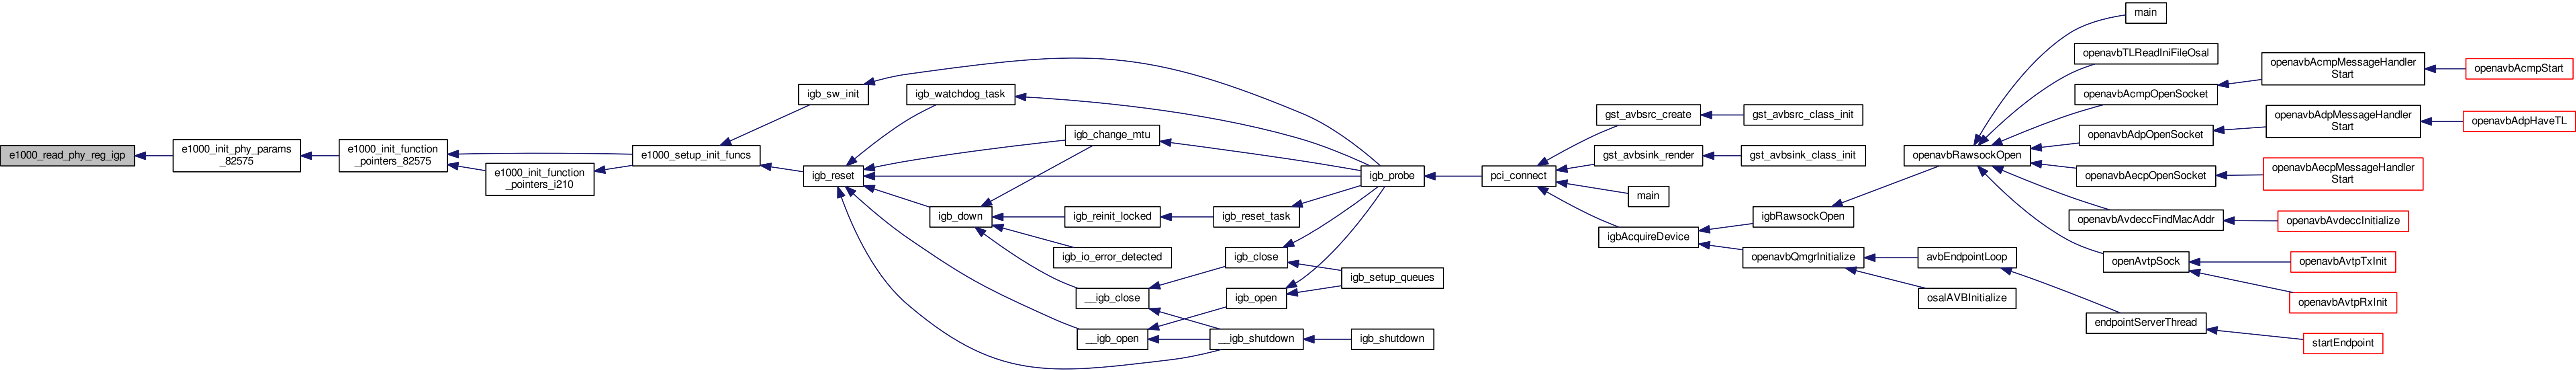 e1000_read_phy_reg_igp
e1000_init_phy_params
_82575
e1000_init_function
_pointers_82575
e1000_init_function
_pointers_i210
e1000_setup_init_funcs
igb_sw_init
igb_reset
igb_watchdog_task
igb_change_mtu
igb_down
igb_reinit_locked
igb_reset_task
igb_io_error_detected
__igb_close
igb_close
__igb_open
igb_open
igb_setup_queues
__igb_shutdown
igb_shutdown
igb_probe
pci_connect
gst_avbsrc_create
gst_avbsrc_class_init
gst_avbsink_render
gst_avbsink_class_init
main
igbAcquireDevice
igbRawsockOpen
openavbQmgrInitialize
avbEndpointLoop
osalAVBInitialize
openavbRawsockOpen
main
openavbTLReadIniFileOsal
openavbAcmpOpenSocket
openavbAcmpMessageHandler
Start
openavbAcmpStart
openavbAdpOpenSocket
openavbAdpMessageHandler
Start
openavbAdpHaveTL
openavbAecpOpenSocket
openavbAecpMessageHandler
Start
openavbAvdeccFindMacAddr
openavbAvdeccInitialize
openAvtpSock
openavbAvtpTxInit
openavbAvtpRxInit
endpointServerThread
startEndpoint